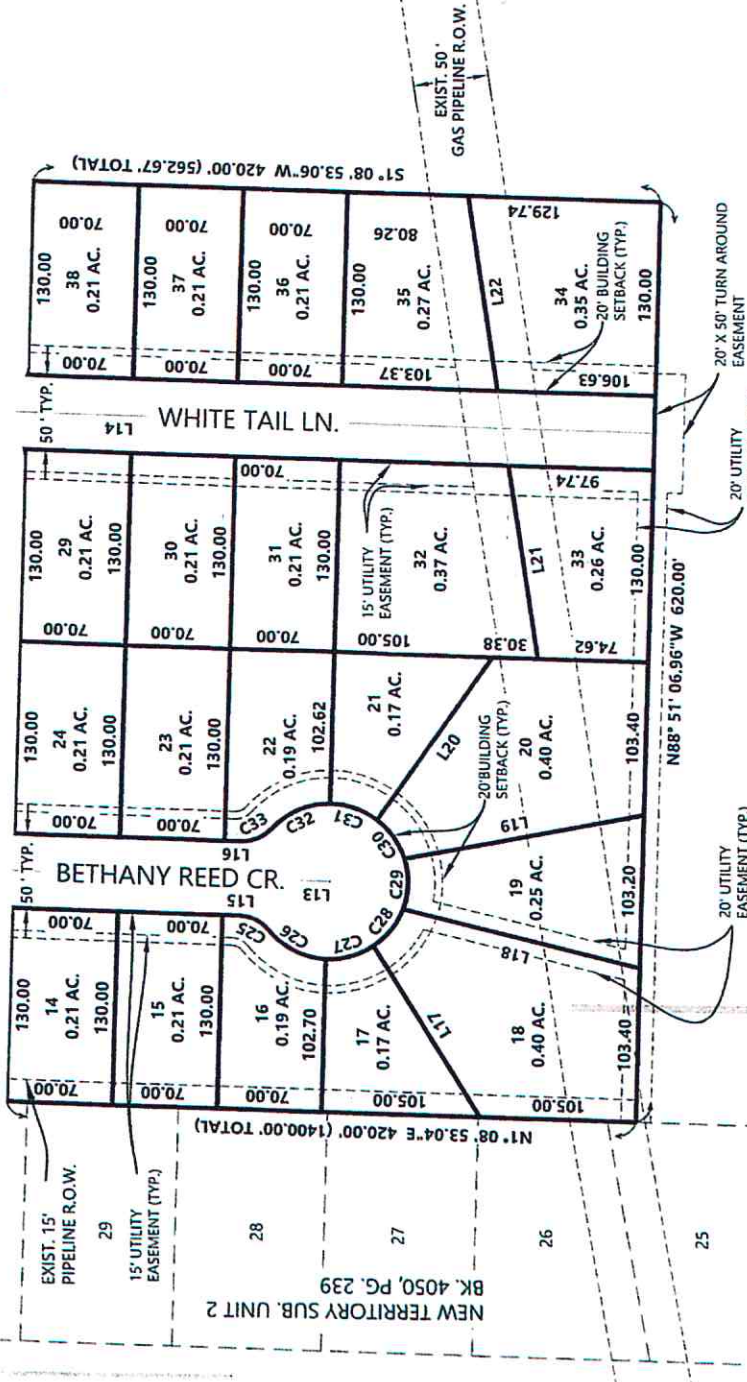 EXIST. 50'
GAS PIPELINE R.O.W.
S1° 08' 53.06"W 420.00' (562.67' TOTAL)
130.00
38
0.21 AC.
70.00
70.00
130.00
37
0.21 AC.
70.00
70.00
130.00
36
0.21 AC.
70.00
70.00
130.00
35
0.27 AC.
80.26
103.37
L22
34
0.35 AC.
129.74
20' BUILDING
SETBACK (TYP.)
106.63
130.00
20' X 50' TURN AROUND
EASEMENT
50' TYP.
L14
WHITE TAIL LN.
130.00
29
0.21 AC.
130.00
70.00
30
0.21 AC.
130.00
70.00
31
0.21 AC.
130.00
70.00
70.00
15' UTILITY
EASEMENT (TYP.)
32
0.37 AC.
105.00
30.38
L21
97.74
33
0.26 AC.
130.00
74.62
20' UTILITY
N88° 51' 06.96"W 620.00'
130.00
24
0.21 AC.
130.00
70.00
23
0.21 AC.
130.00
70.00
22
0.19 AC.
102.62
21
0.17 AC.
L20
20
0.40 AC.
103.40
20'BUILDING
SETBACK (TYP.)
L19
19
0.25 AC.
103.20
L18
50' TYP.
BETHANY REED CR.
L16
L15
L13
C33
C32
C31
C30
C29
C28
C27
C26
C25
130.00
14
0.21 AC.
130.00
70.00
70.00
15
0.21 AC.
130.00
70.00
70.00
16
0.19 AC.
102.70
70.00
17
0.17 AC.
105.00
L17
18
0.40 AC.
105.00
103.40
20' UTILITY
EASEMENT (TYP.)
N1° 08' 53.04"E 420.00' (1400.00' TOTAL)
EXIST. 15'
PIPELINE R.O.W.
15' UTILITY
EASEMENT (TYP.)
29
28
27
26
25
NEW TERRITORY SUB. UNIT 2
BK. 4050, PG. 239